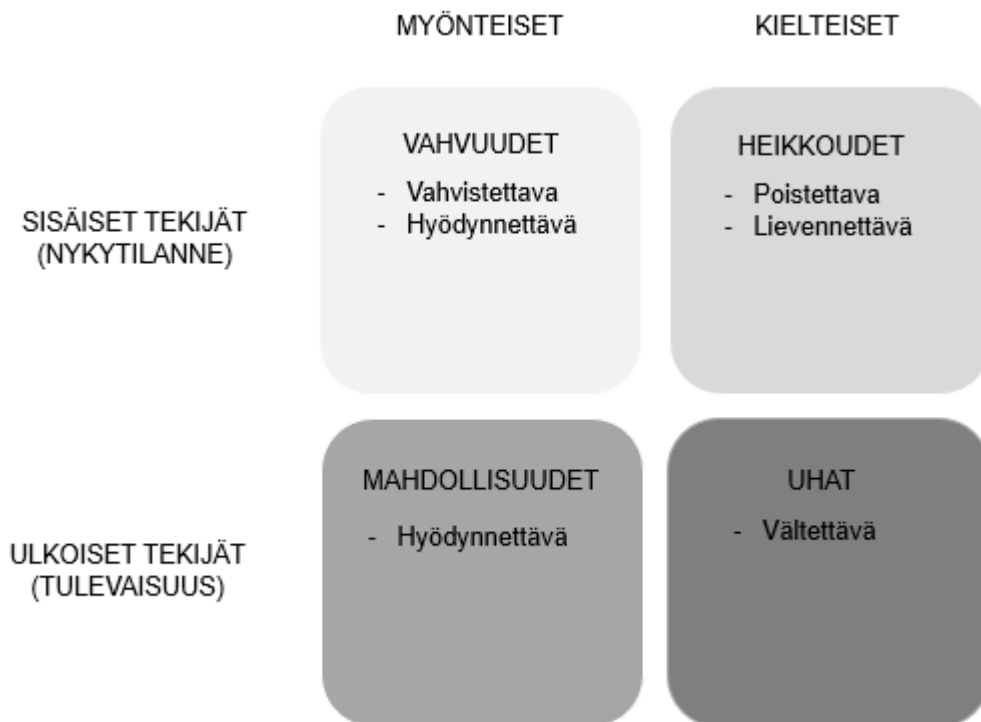 MYÖNTEISET
KIELTEISET
SISÄISET TEKIJÄT
(NYKYTILANNE)
VAHVUUDET
- Vahvistettava
- Hyödynnettävä
HEIKKOUDET
- Poistettava
- Lievennettävä
ULKOISET TEKIJÄT
(TULEVAISUUS)
MAHDOLLISUUDET
- Hyödynnettävä
UHAT
- Vältettävä